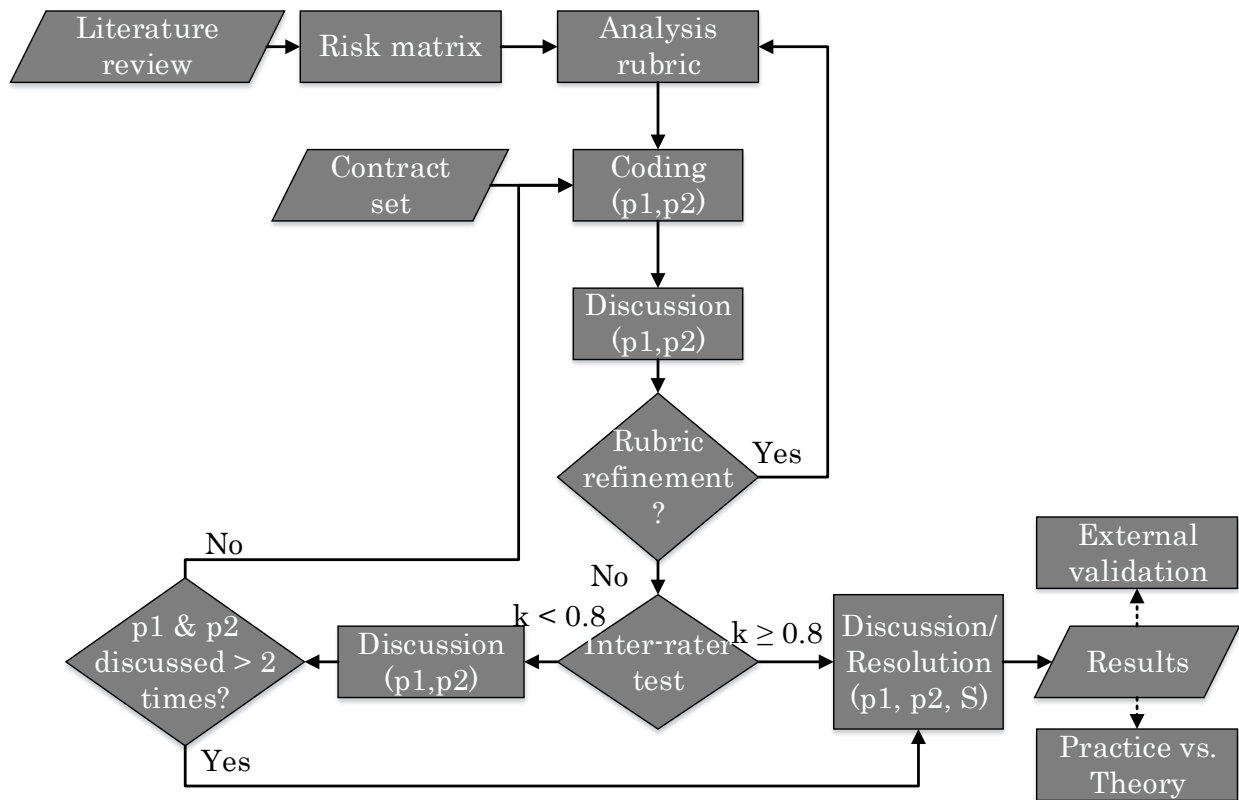 Literature
review
Risk matrix
Analysis
rubric
Contract
set
Coding
(p1,p2)
Discussion
(p1,p2)
Rubric
refinement
?
Yes
No
No
External
validation
p1 & p2
discussed > 2
times?
Discussion
(p1,p2)
k < 0.8
Inter-rater
test
k ≥ 0.8
Discussion/
Resolution
(p1, p2, S)
Results
Yes
Practice vs.
Theory